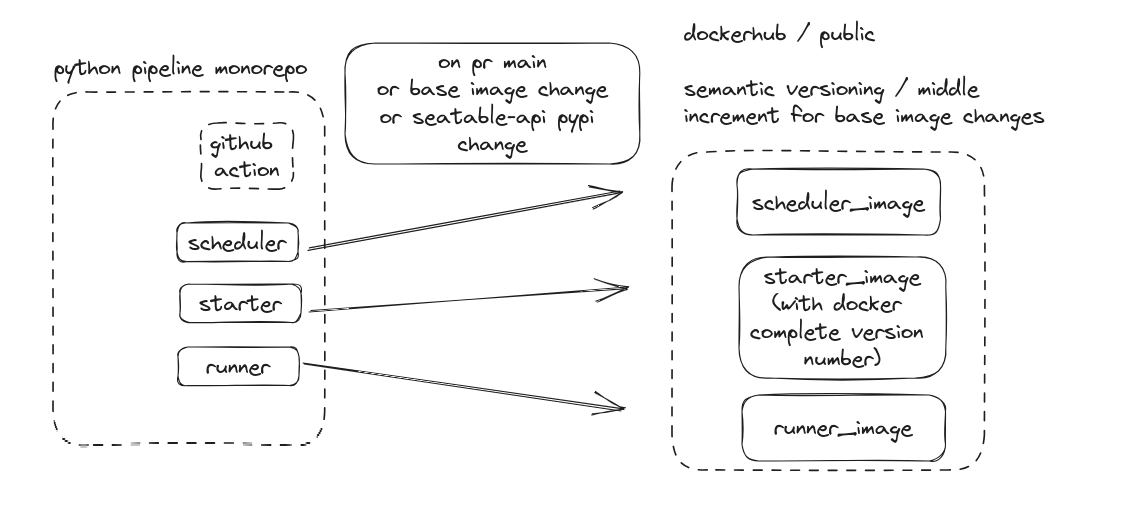 python pipeline monorepo
github
action
scheduler
starter
runner
on pr main
or base image change
or seatable-api pypi
change
dockerhub / public
semantic versioning / middle
increment for base image changes
scheduler_image
starter_image
(with docker
complete version
number)
runner_image